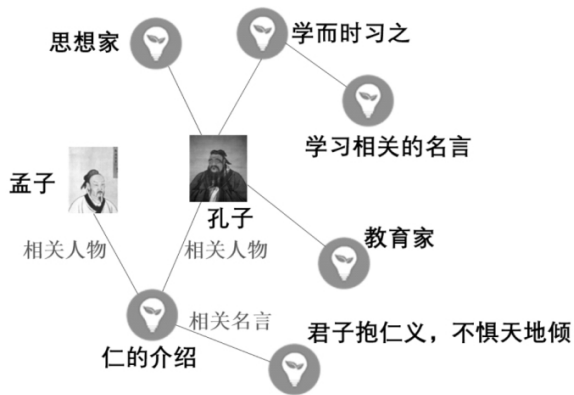 思想家
学而时习之
学习相关的名言
孟子
孔子
相关人物
相关人物
教育家
相关名言
君子抱仁义，不惧天地倾
仁的介绍